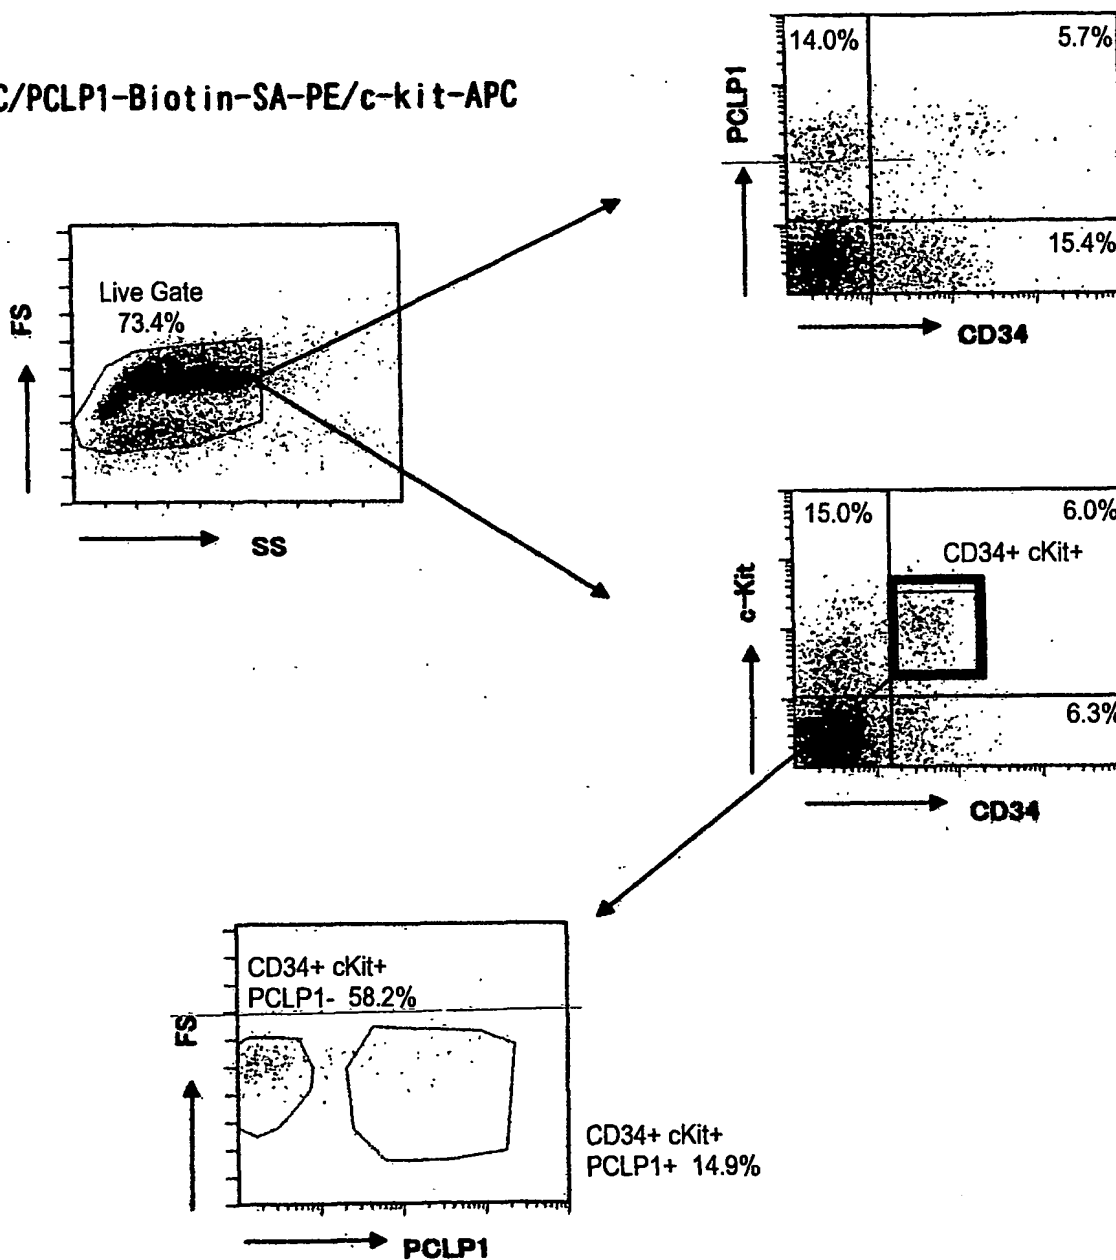 C/PCLP1-Biotin-SA-PE/c-kit-APC
14.0%
5.7%
PCLP1
15.4%
CD34
Live Gate
73.4%
FS
SS
15.0%
6.0%
CD34+ cKit+
c-Kit
6.3%
CD34
CD34+ cKit+
PCLP1- 58.2%
FS
CD34+ cKit+
PCLP1+ 14.9%
PCLP1